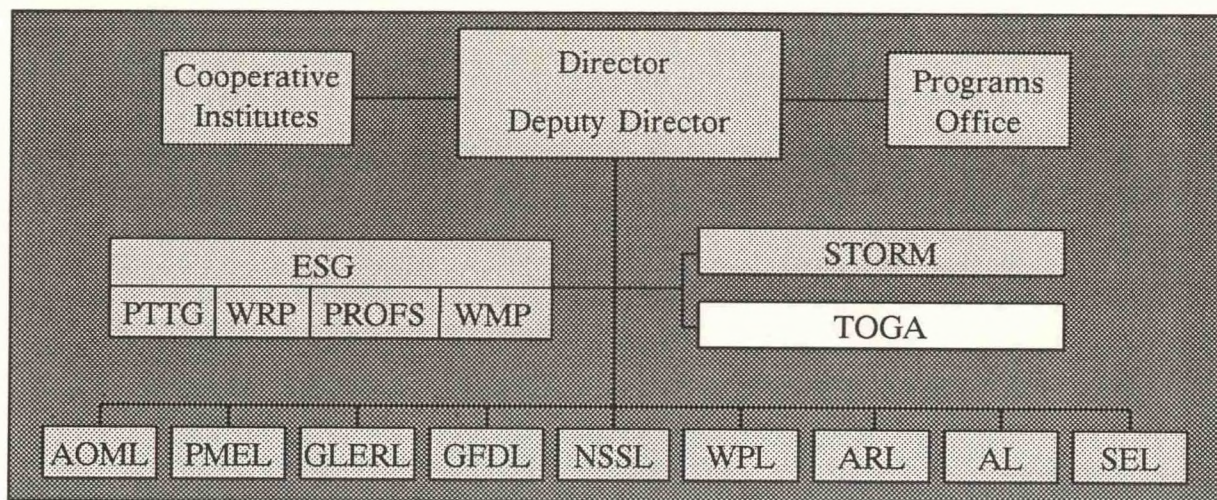 Cooperative
Institutes
Director
Deputy Director
Programs
Office
ESG
PTTG WRP PROFS WMP
STORM
TOGA
AOML PMEL GLERL GFDL NSSL WPL ARL AL SEL